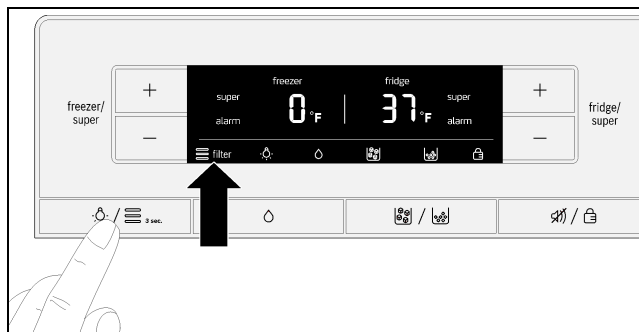 freezer/
super
+
−
freezer
super
alarm
0°F
fridge
37°F
super
alarm
filter
+
−
fridge/
super
/ 3 sec.
/
/